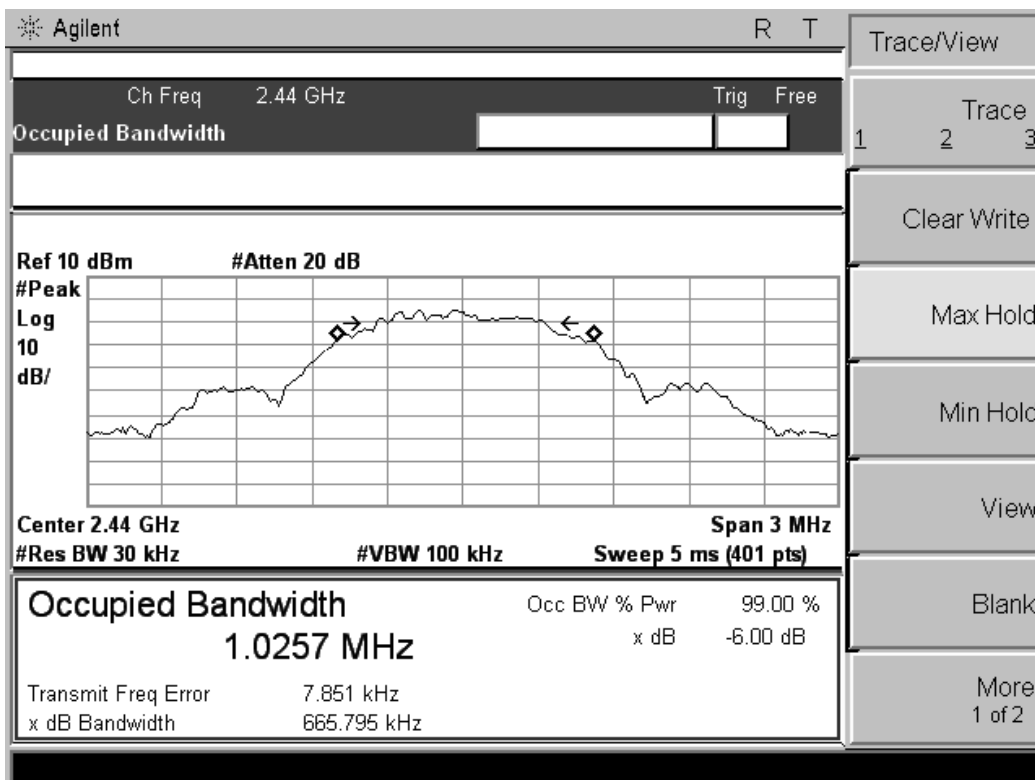 Agilent
R T
Trace/View
Ch Freq 2.44 GHz
Trig Free
Occupied Bandwidth
Trace
1 2 3
Clear Write
Max Hold
Min Hold
View
Blank
More
1 of 2
Ref 10 dBm #Atten 20 dB
#Peak
Log
10
dB/
Center 2.44 GHz Span 3 MHz
#Res BW 30 kHz #VBW 100 kHz Sweep 5 ms (401 pts)
Occupied Bandwidth
1.0257 MHz
Occ BW % Pwr 99.00 %
x dB -6.00 dB
Transmit Freq Error 7.851 kHz
x dB Bandwidth 665.795 kHz